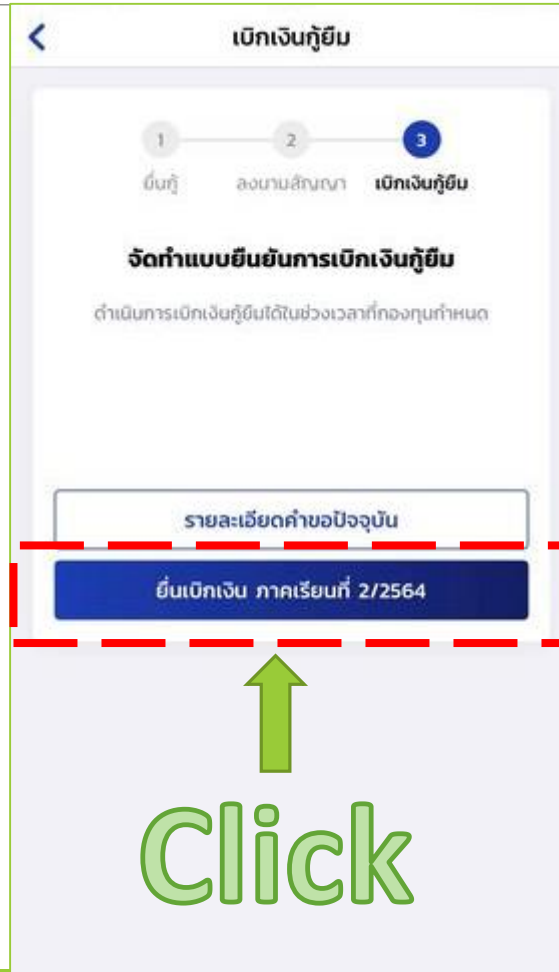 เบิกเงินกู้ยืม
1 2 3
ยื่นกู้ ลงนามสัญญา เบิกเงินกู้ยืม
จัดทำแบบยืนยันการเบิกเงินกู้ยืม
ดำเนินการเบิกเงินกู้ยืมได้ในช่วงเวลาที่กองทุนกำหนด
รายละเอียดคำขอปัจจุบัน
ยื่นเบิกเงิน ภาคเรียนที่ 2/2564
Click